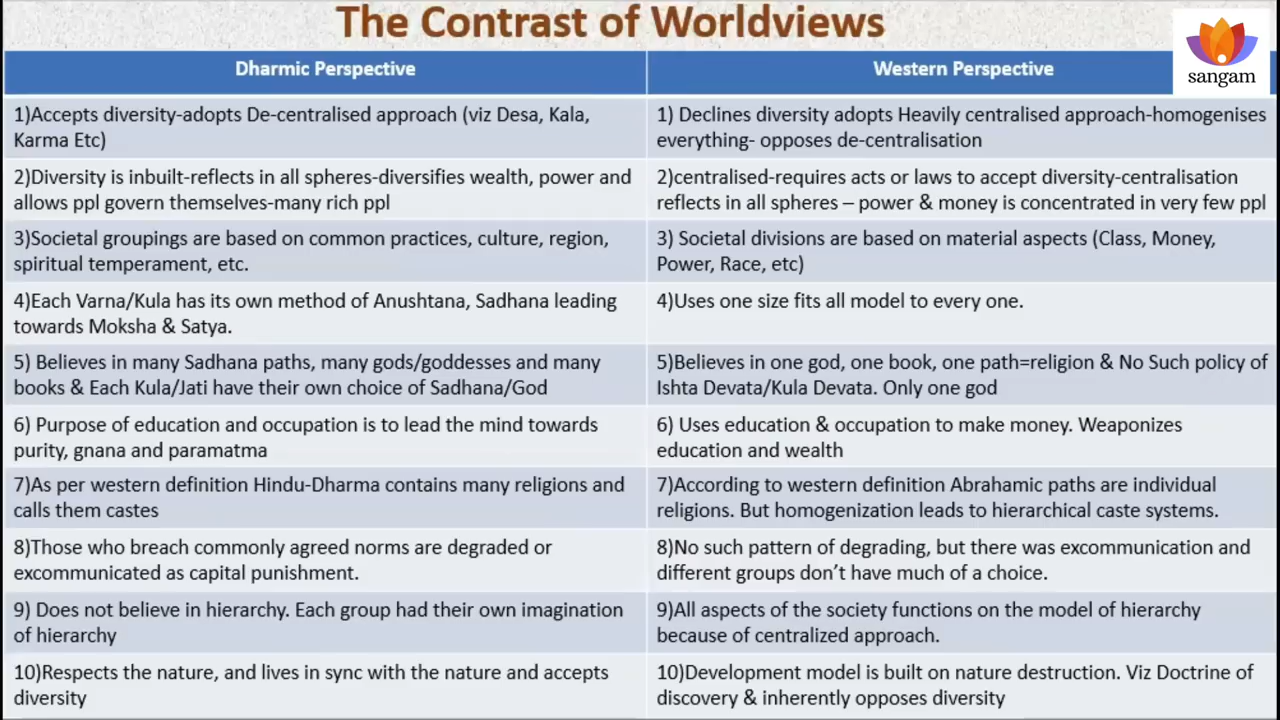 The Contrast of Worldviews
sangam
Dharmic Perspective
Western Perspective
1)Accepts diversity-adopts De-centralised approach (viz Desa, Kala,
Karma Etc)
1) Declines diversity adopts Heavily centralised approach-homogenises
everything- opposes de-centralisation
2)Diversity is inbuilt-reflects in all spheres-diversifies wealth, power and
allows ppl govern themselves-many rich ppl
2)centralised-requires acts or laws to accept diversity-centralisation
reflects in all spheres – power & money is concentrated in very few ppl
3)Societal groupings are based on common practices, culture, region,
spiritual temperament, etc.
3) Societal divisions are based on material aspects (Class, Money,
Power, Race, etc)
4)Each Varna/Kula has its own method of Anushtana, Sadhana leading
towards Moksha & Satya.
4)Uses one size fits all model to every one.
5) Believes in many Sadhana paths, many gods/goddesses and many
books & Each Kula/Jati have their own choice of Sadhana/God
5)Believes in one god, one book, one path=religion & No Such policy of
Ishta Devata/Kula Devata. Only one god
6) Purpose of education and occupation is to lead the mind towards
purity, gnana and paramatma
6) Uses education & occupation to make money. Weaponizes
education and wealth
7)As per western definition Hindu-Dharma contains many religions and
calls them castes
7)According to western definition Abrahamic paths are individual
religions. But homogenization leads to hierarchical caste systems.
8)Those who breach commonly agreed norms are degraded or
excommunicated as capital punishment.
8)No such pattern of degrading, but there was excommunication and
different groups don't have much of a choice.
9) Does not believe in hierarchy. Each group had their own imagination
of hierarchy
9)All aspects of the society functions on the model of hierarchy
because of centralized approach.
10)Respects the nature, and lives in sync with the nature and accepts
diversity
10)Development model is built on nature destruction. Viz Doctrine of
discovery & inherently opposes diversity